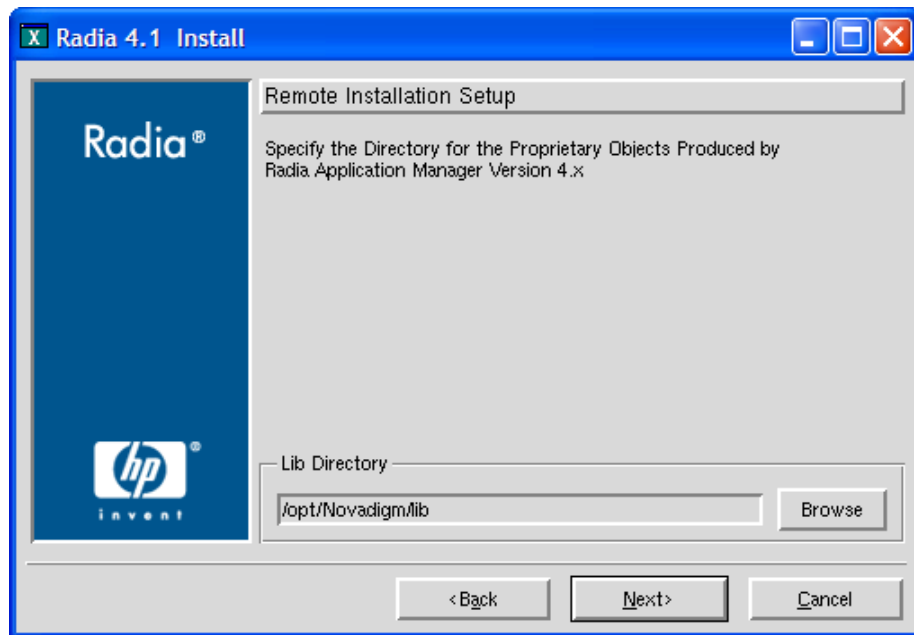 X Radia 4.1 Install
Radia®
Remote Installation Setup
Specify the Directory for the Proprietary Objects Produced by
Radia Application Manager Version 4.x
hp®
invent
Lib Directory
/opt/Novadigm/lib
Browse
<Back
Next>
Cancel